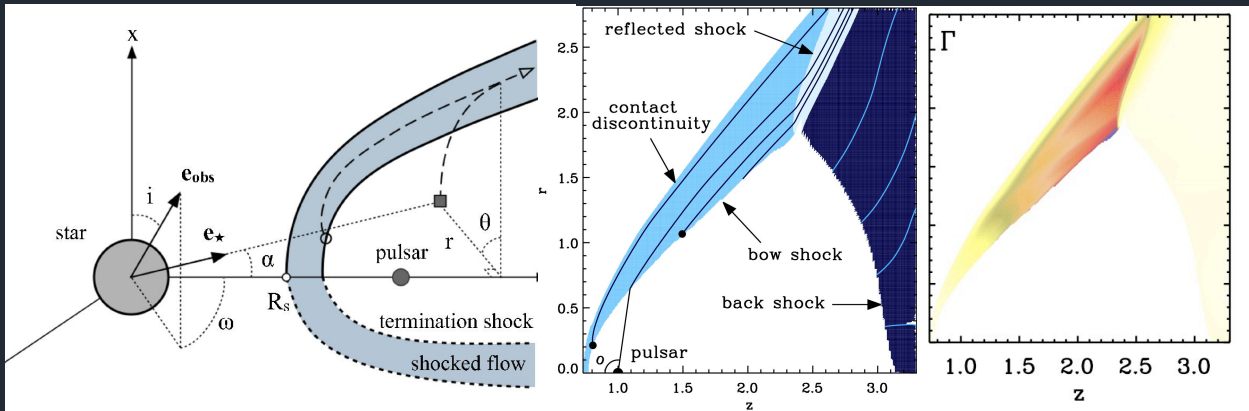 x
i
e_obs
star
e⋆
α
R_s
ω
pulsar
r
θ
termination shock
shocked flow
reflected shock
contact
discontinuity
bow shock
back shock
pulsar
o
r
2.5
2.0
1.5
1.0
0.5
0.0
1.0 1.5 2.0 2.5 3.0
z
Γ
1.0 1.5 2.0 2.5 3.0
z